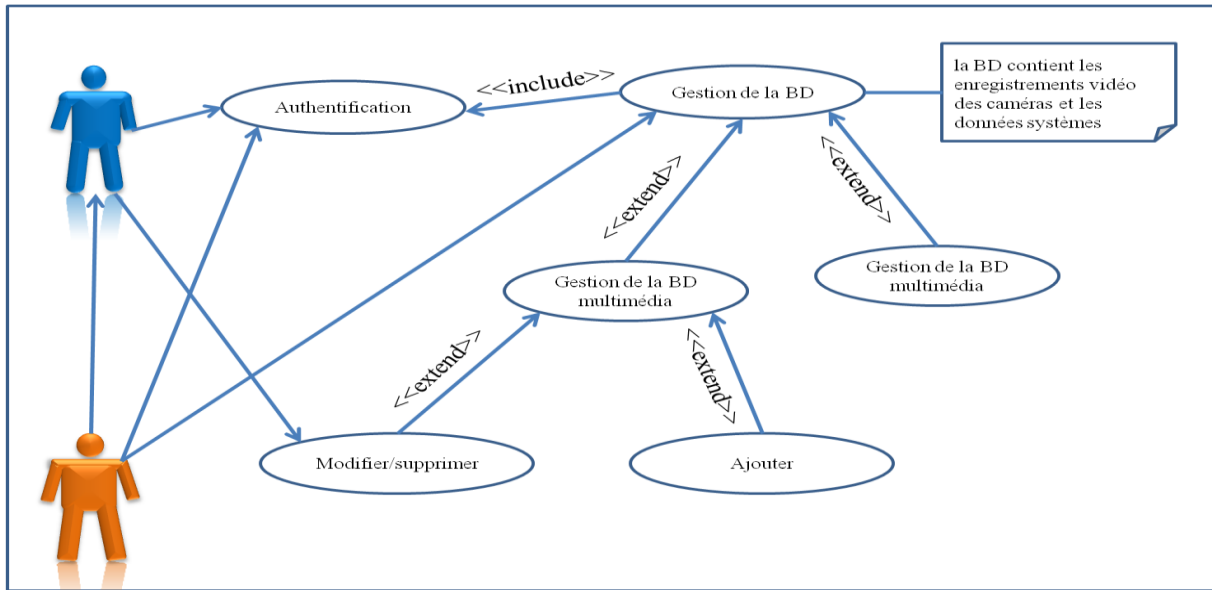 Authentification
<<include>>
Gestion de la BD
la BD contient les
enregistrements vidéo
des caméras et les
données systèmes
<<extend>>
<<extend>>
Gestion de la BD
multimédia
Gestion de la BD
multimédia
<<extend>>
<<extend>>
Modifier/supprimer
Ajouter